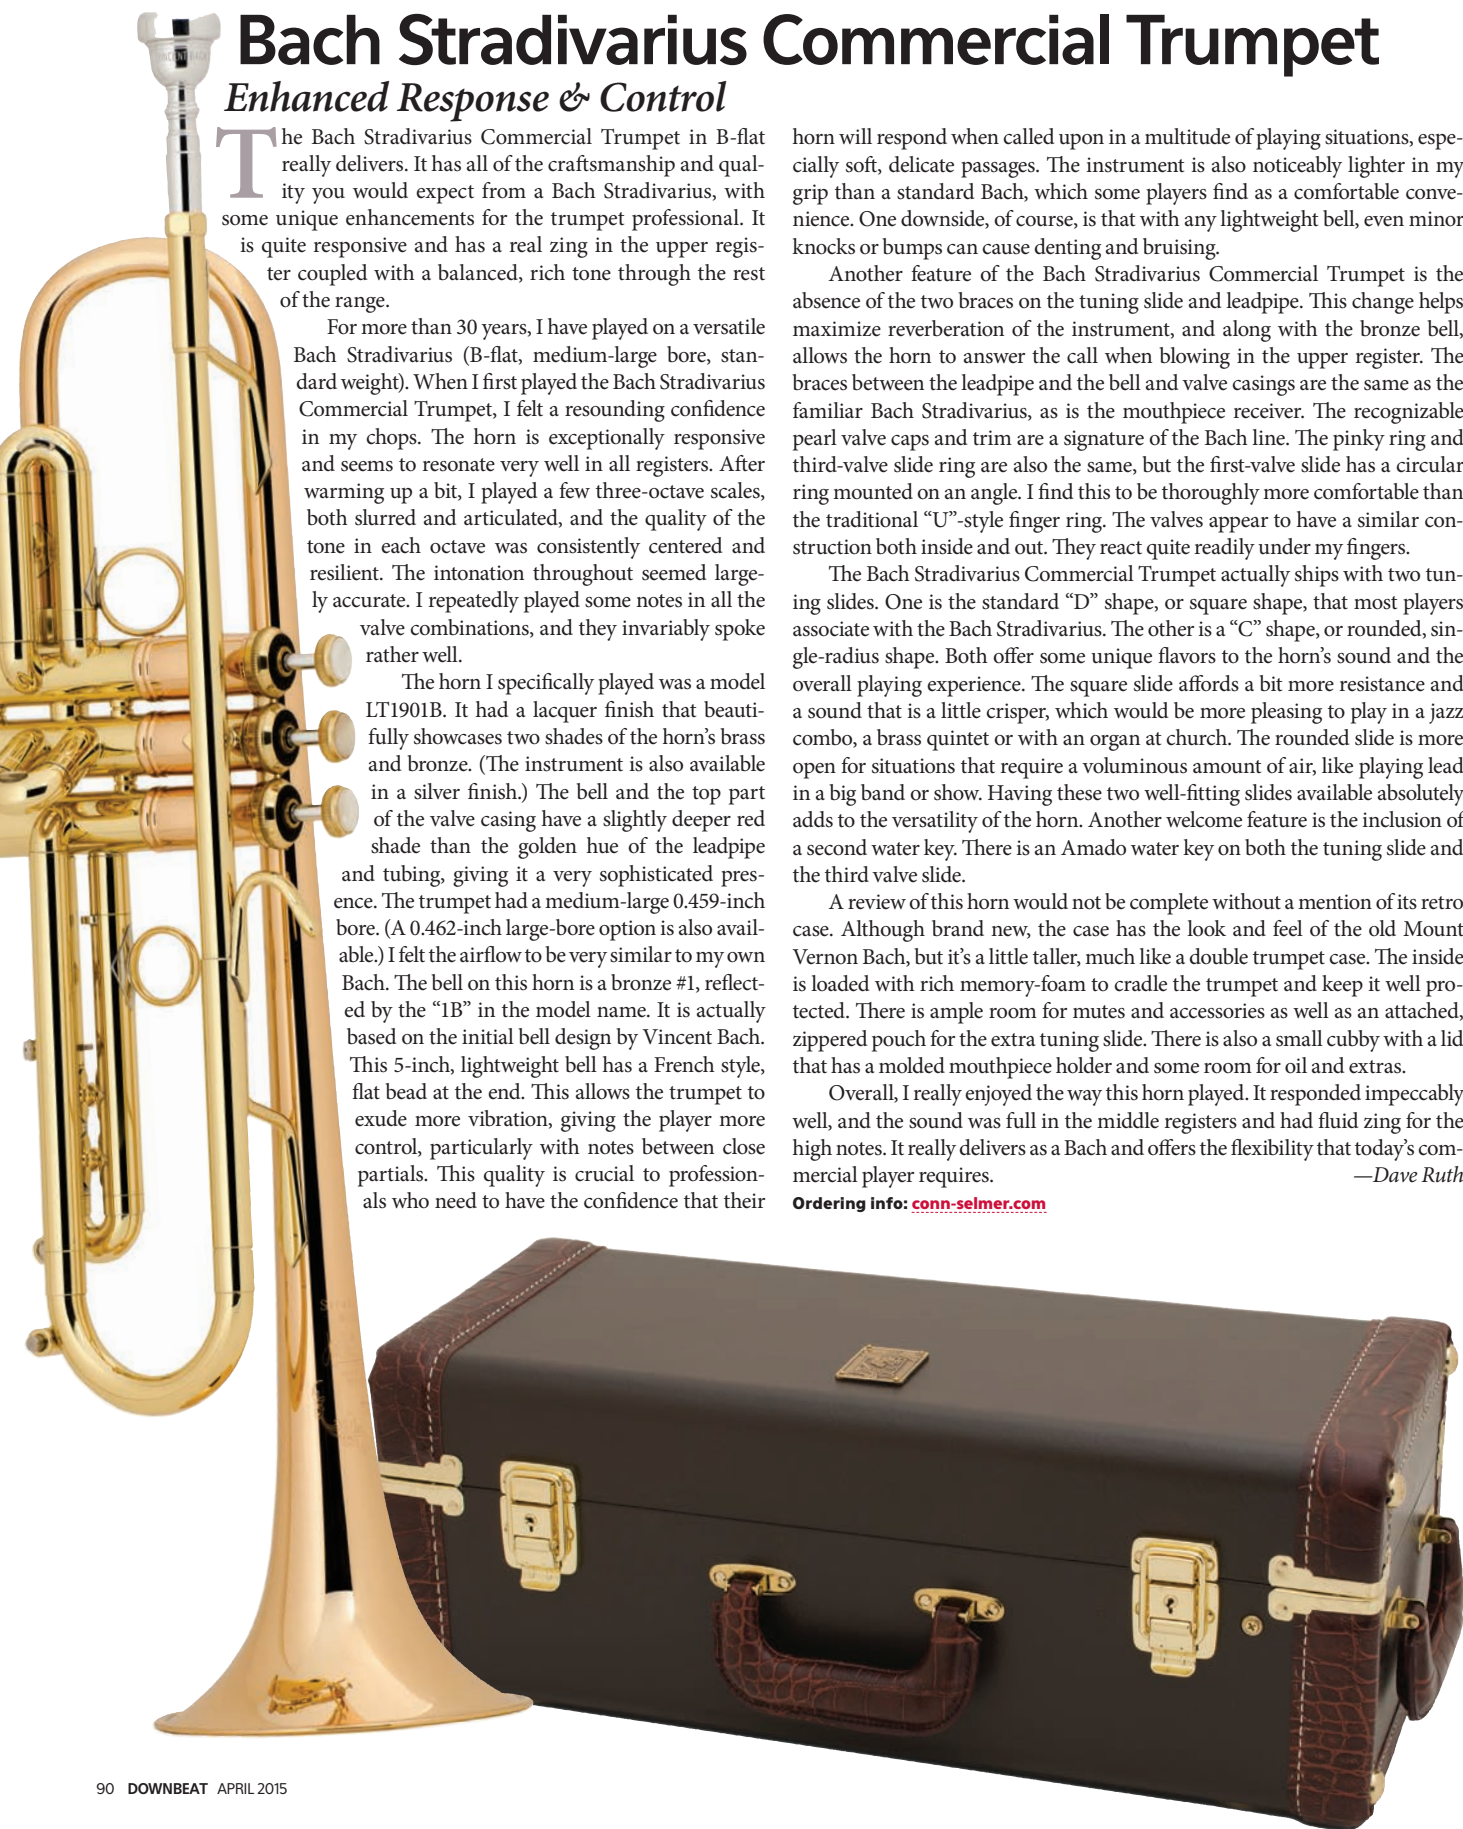 Bach Stradivarius Commercial Trumpet
Enhanced Response & Control
The Bach Stradivarius Commercial Trumpet in B-flat
really delivers. It has all of the craftsmanship and qual-
ity you would expect from a Bach Stradivarius, with
some unique enhancements for the trumpet professional. It
is quite responsive and has a real zing in the upper regis-
ter coupled with a balanced, rich tone through the rest
of the range.
For more than 30 years, I have played on a versatile
Bach Stradivarius (B-flat, medium-large bore, stan-
dard weight). When I first played the Bach Stradivarius
Commercial Trumpet, I felt a resounding confidence
in my chops. The horn is exceptionally responsive
and seems to resonate very well in all registers. After
warming up a bit, I played a few three-octave scales,
both slurred and articulated, and the quality of the
tone in each octave was consistently centered and
resilient. The intonation throughout seemed large-
ly accurate. I repeatedly played some notes in all the
valve combinations, and they invariably spoke
rather well.
The horn I specifically played was a model
LT1901B. It had a lacquer finish that beauti-
fully showcases two shades of the horn's brass
and bronze. (The instrument is also available
in a silver finish.) The bell and the top part
of the valve casing have a slightly deeper red
shade than the golden hue of the leadpipe
and tubing, giving it a very sophisticated pres-
ence. The trumpet had a medium-large 0.459-inch
bore. (A 0.462-inch large-bore option is also avail-
able.) I felt the airflow to be very similar to my own
Bach. The bell on this horn is a bronze #1, reflect-
ed by the “1B” in the model name. It is actually
based on the initial bell design by Vincent Bach.
This 5-inch, lightweight bell has a French style,
flat bead at the end. This allows the trumpet to
exude more vibration, giving the player more
control, particularly with notes between close
partials. This quality is crucial to profession-
als who need to have the confidence that their
horn will respond when called upon in a multitude of playing situations, espe-
cially soft, delicate passages. The instrument is also noticeably lighter in my
grip than a standard Bach, which some players find as a comfortable conve-
nience. One downside, of course, is that with any lightweight bell, even minor
knocks or bumps can cause denting and bruising.
Another feature of the Bach Stradivarius Commercial Trumpet is the
absence of the two braces on the tuning slide and leadpipe. This change helps
maximize reverberation of the instrument, and along with the bronze bell,
allows the horn to answer the call when blowing in the upper register. The
braces between the leadpipe and the bell and valve casings are the same as the
familiar Bach Stradivarius, as is the mouthpiece receiver. The recognizable
pearl valve caps and trim are a signature of the Bach line. The pinky ring and
third-valve slide ring are also the same, but the first-valve slide has a circular
ring mounted on an angle. I find this to be thoroughly more comfortable than
the traditional “U”-style finger ring. The valves appear to have a similar con-
struction both inside and out. They react quite readily under my fingers.
The Bach Stradivarius Commercial Trumpet actually ships with two tun-
ing slides. One is the standard “D” shape, or square shape, that most players
associate with the Bach Stradivarius. The other is a “C” shape, or rounded, sin-
gle-radius shape. Both offer some unique flavors to the horn's sound and the
overall playing experience. The square slide affords a bit more resistance and
a sound that is a little crisper, which would be more pleasing to play in a jazz
combo, a brass quintet or with an organ at church. The rounded slide is more
open for situations that require a voluminous amount of air, like playing lead
in a big band or show. Having these two well-fitting slides available absolutely
adds to the versatility of the horn. Another welcome feature is the inclusion of
a second water key. There is an Amado water key on both the tuning slide and
the third valve slide.
A review of this horn would not be complete without a mention of its retro
case. Although brand new, the case has the look and feel of the old Mount
Vernon Bach, but it's a little taller, much like a double trumpet case. The inside
is loaded with rich memory-foam to cradle the trumpet and keep it well pro-
tected. There is ample room for mutes and accessories as well as an attached,
zippered pouch for the extra tuning slide. There is also a small cubby with a lid
that has a molded mouthpiece holder and some room for oil and extras.
Overall, I really enjoyed the way this horn played. It responded impeccably
well, and the sound was full in the middle registers and had fluid zing for the
high notes. It really delivers as a Bach and offers the flexibility that today's com-
mercial player requires. —Dave Ruth
Ordering info: conn-selmer.com
90 DOWNBEAT APRIL 2015